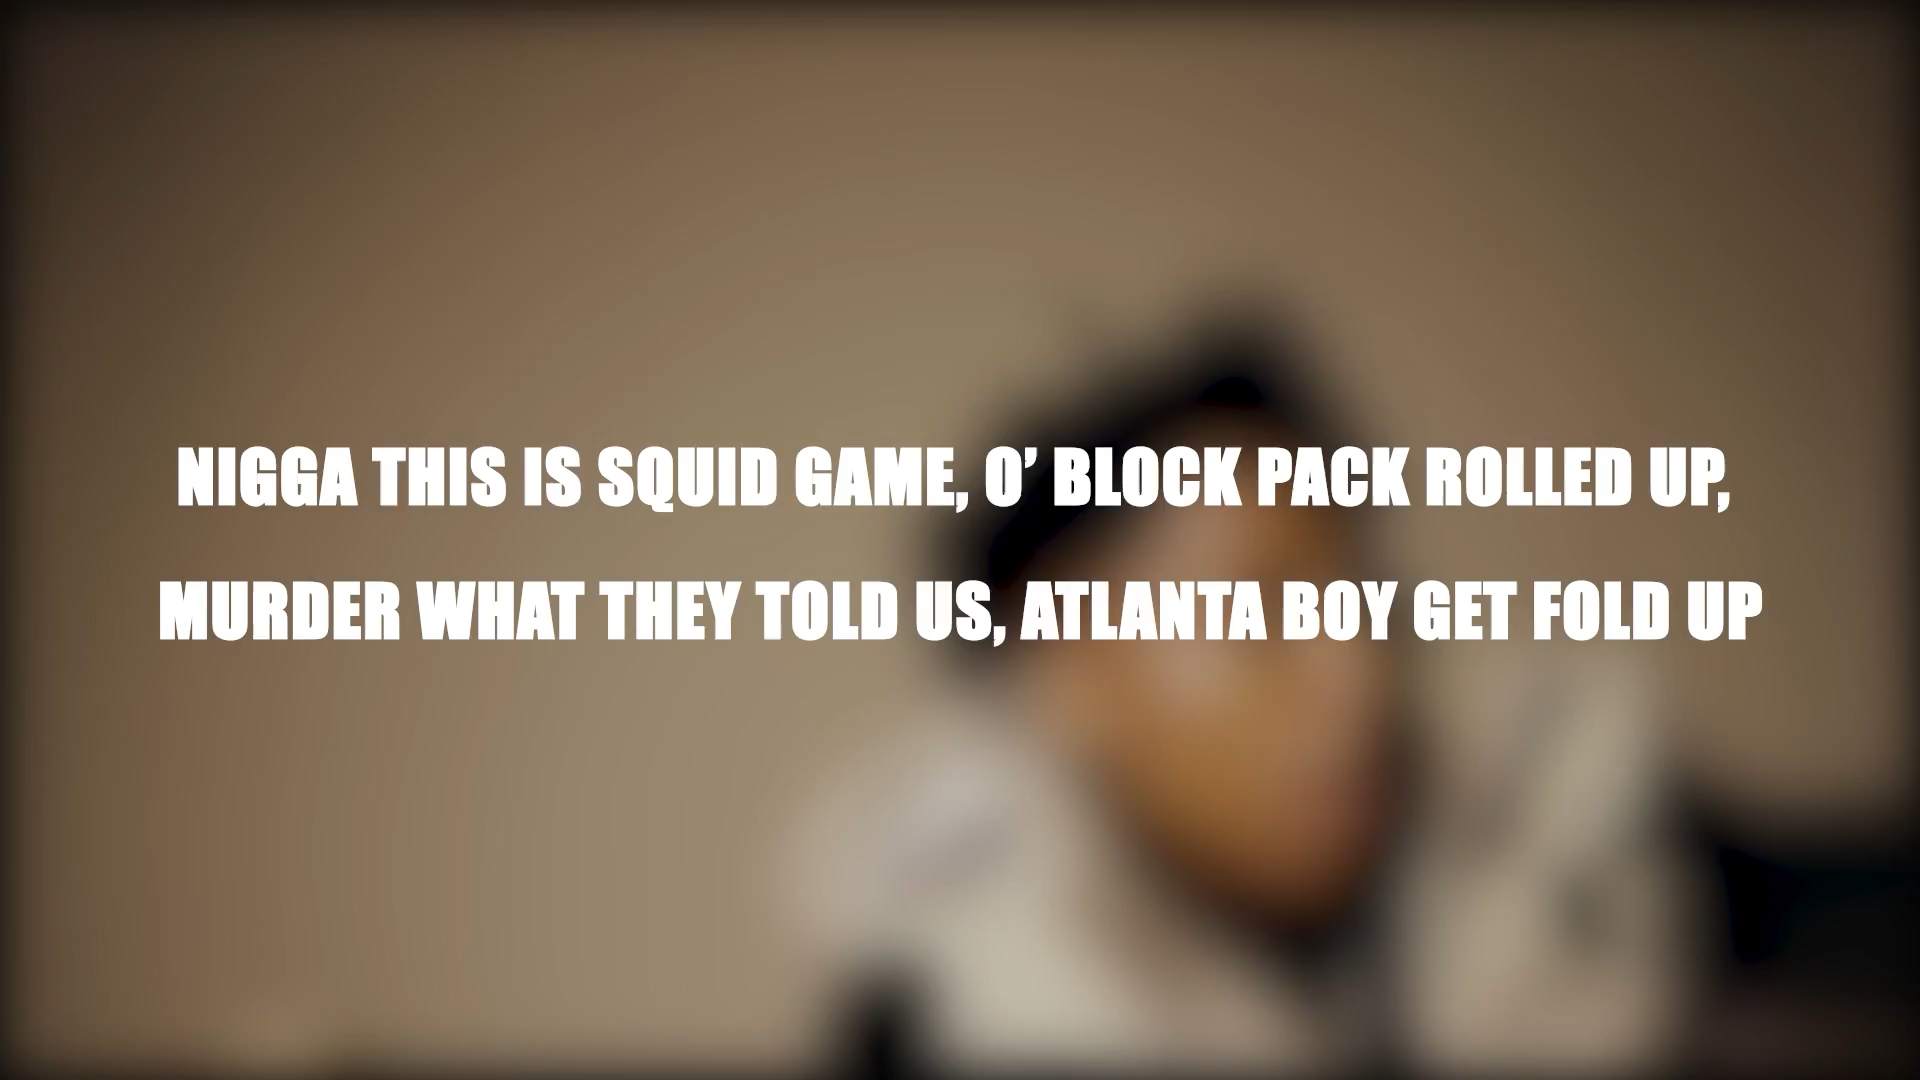 NIGGA THIS IS SQUID GAME, O' BLOCK PACK ROLLED UP,
MURDER WHAT THEY TOLD US, ATLANTA BOY GET FOLD UP